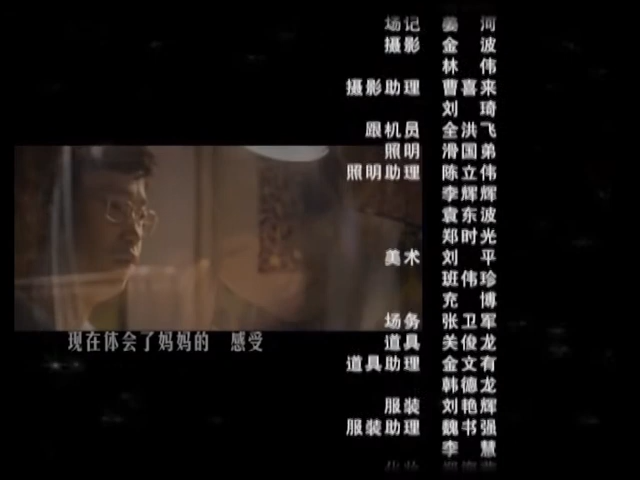 场记 姜 河
摄影 金 波
林 伟
摄影助理 曹喜来
刘 琦
跟机员 全洪飞
照明 滑国弟
照明助理 陈立伟
李辉辉
袁东波
郑时光
美术 刘 平
班伟珍
充 博
场务 张卫军
道具 关俊龙
道具助理 金文有
韩德龙
服装 刘艳辉
服装助理 魏书强
李 慧
化妆
现在体会了妈妈的 感受